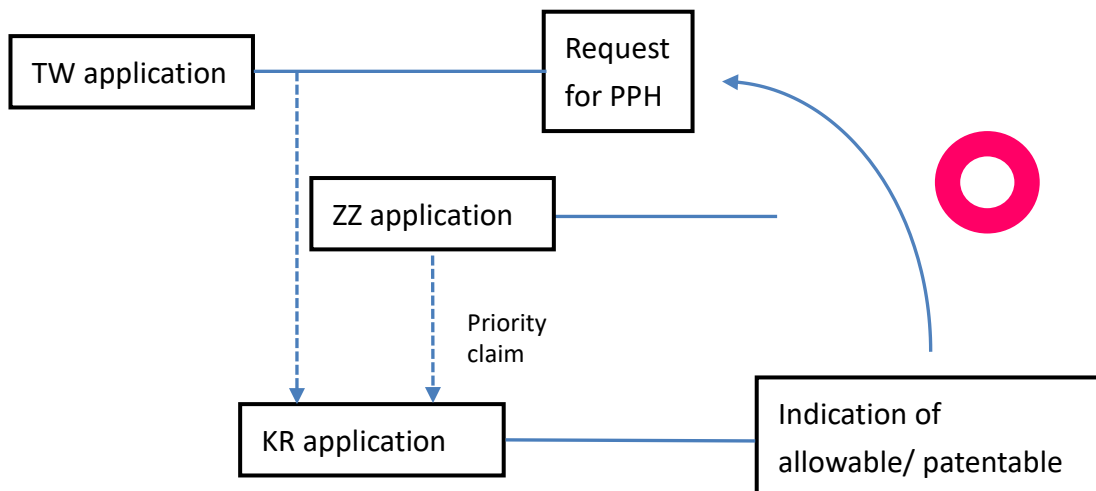 TW application
Request
for PPH
ZZ application
Priority
claim
KR application
Indication of
allowable/ patentable